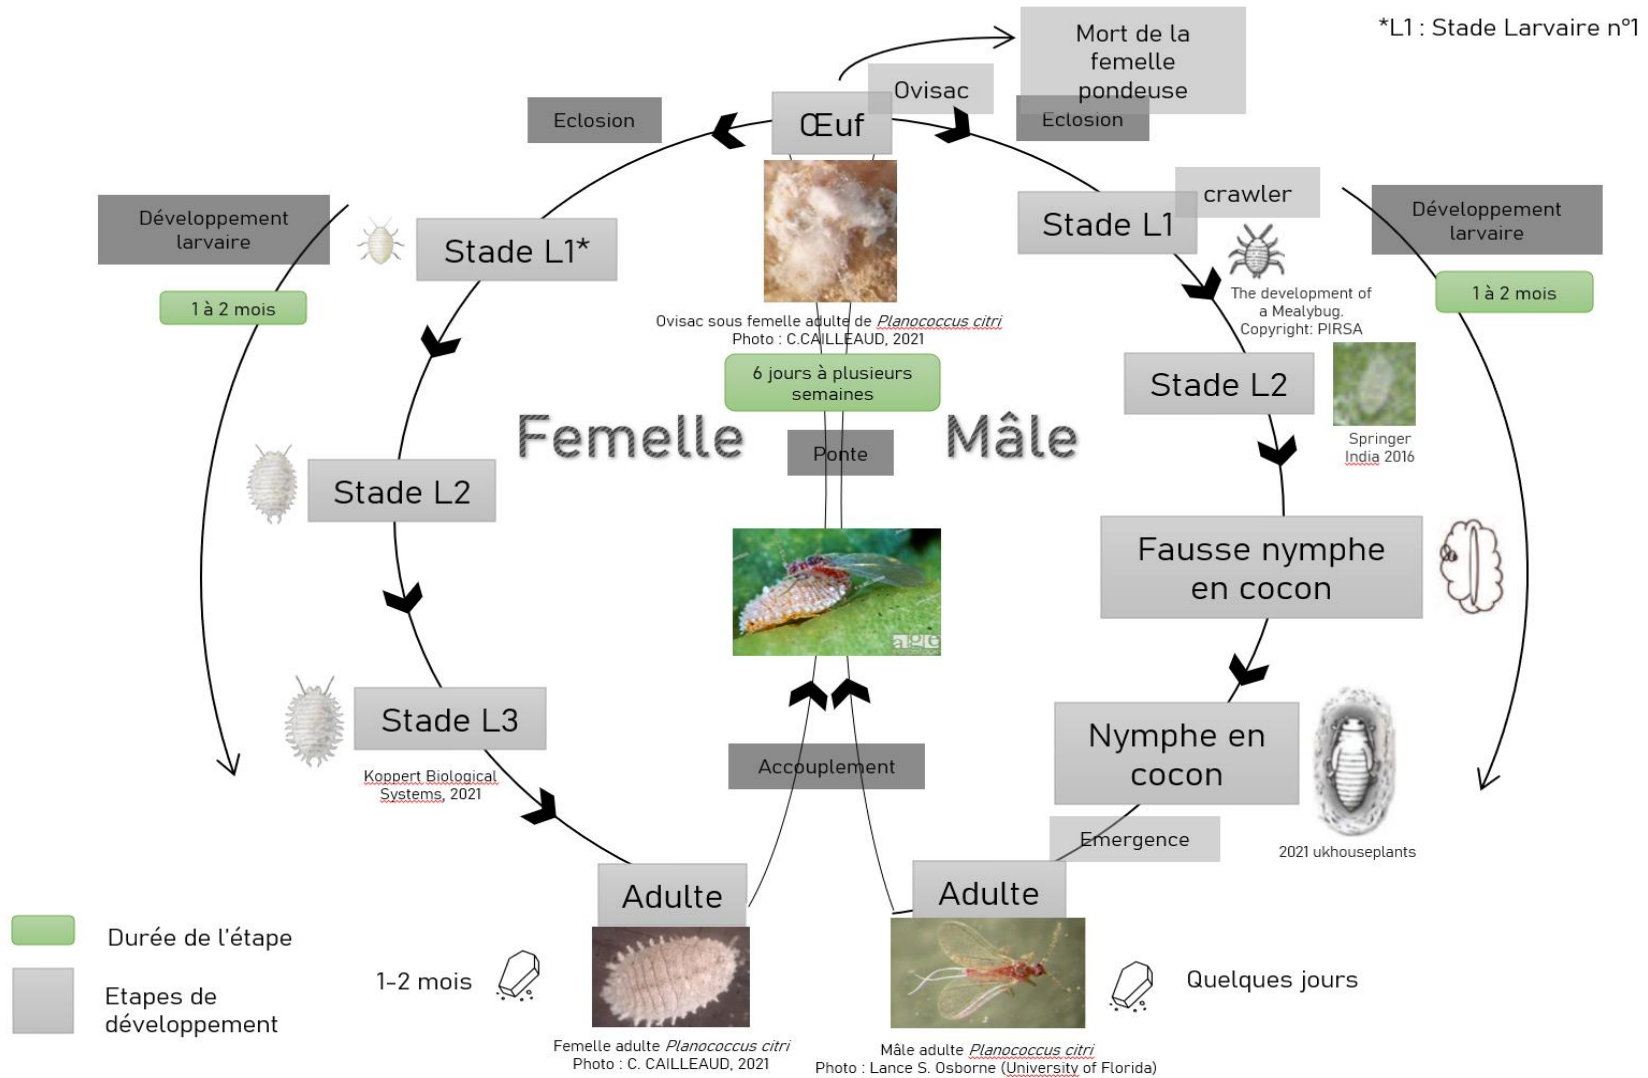 *L1 : Stade Larvaire n°1
Mort de la
femelle
pondeuse
Ovisac
Eclosion
Œuf
Eclosion
Développement
larvaire
1 à 2 mois
Stade L1*
Stade L1
crawler
Développement
larvaire
1 à 2 mois
The development of
a Mealybug.
Copyright: PIRSA
Ovisac sous femelle adulte de Planococcus citri
Photo : C.CAILLEAUD, 2021
6 jours à plusieurs
semaines
Stade L2
Springer
India 2016
Femelle
Mâle
Ponte
Stade L2
Fausse nymphe
en cocon
age
Stade L3
Koppert Biological
Systems, 2021
Accouplement
Nymphe en
cocon
Emergence
2021 ukhouseplants
Adulte
Adulte
Durée de l'étape
Etapes de
développement
1-2 mois
Quelques jours
Femelle adulte Planococcus citri
Photo : C. CAILLEAUD, 2021
Mâle adulte Planococcus citri
Photo : Lance S. Osborne (University of Florida)